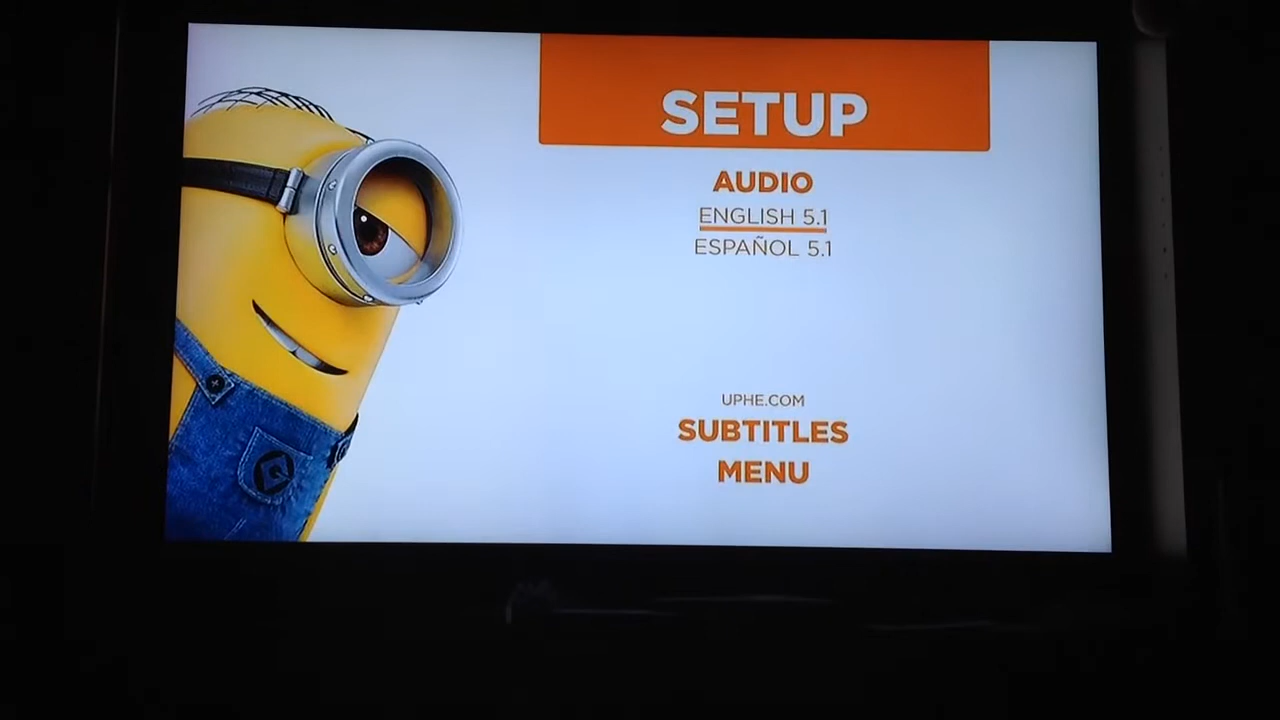 SETUP
AUDIO
ENGLISH 5.1
ESPAÑOL 5.1
UPHE.COM
SUBTITLES
MENU